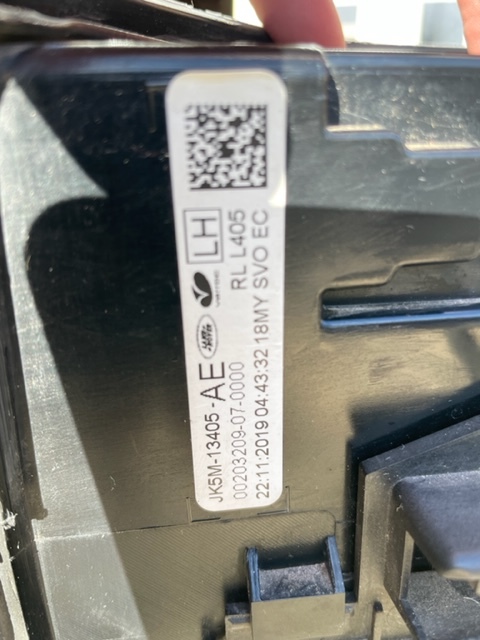 JK5M-13405-AE LH
00203209-07-0000 RL L405
22:11:2019 04:43:32 18MY SVO EC